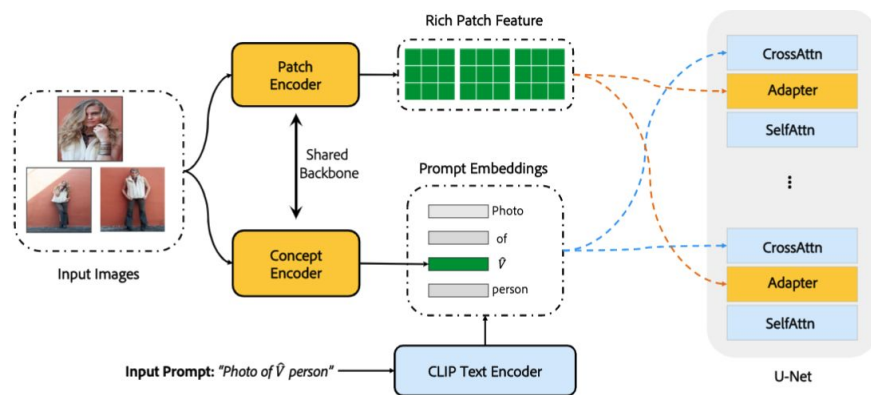 Rich Patch Feature
Patch
Encoder
CrossAttn
Adapter
SelfAttn
Shared
Backbone
Prompt Embeddings
Photo
of
V̂
person
Input Images
Concept
Encoder
CrossAttn
Adapter
SelfAttn
Input Prompt: "Photo of V̂ person"
CLIP Text Encoder
U-Net